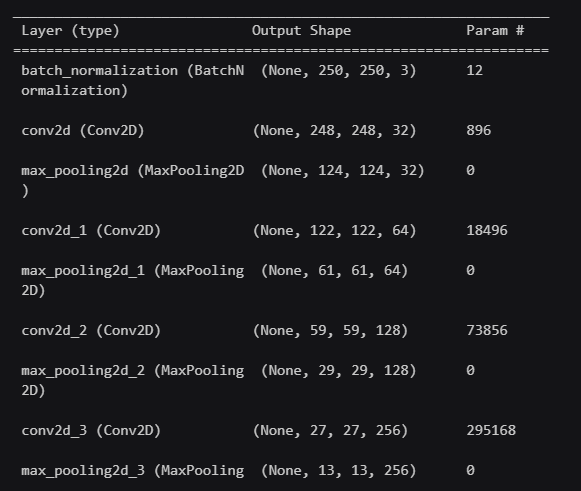 Layer (type) Output Shape Param #
=================================================================
batch_normalization (BatchN (None, 250, 250, 3) 12
ormalization)
conv2d (Conv2D) (None, 248, 248, 32) 896
max_pooling2d (MaxPooling2D (None, 124, 124, 32) 0
)
conv2d_1 (Conv2D) (None, 122, 122, 64) 18496
max_pooling2d_1 (MaxPooling (None, 61, 61, 64) 0
2D)
conv2d_2 (Conv2D) (None, 59, 59, 128) 73856
max_pooling2d_2 (MaxPooling (None, 29, 29, 128) 0
2D)
conv2d_3 (Conv2D) (None, 27, 27, 256) 295168
max_pooling2d_3 (MaxPooling (None, 13, 13, 256) 0